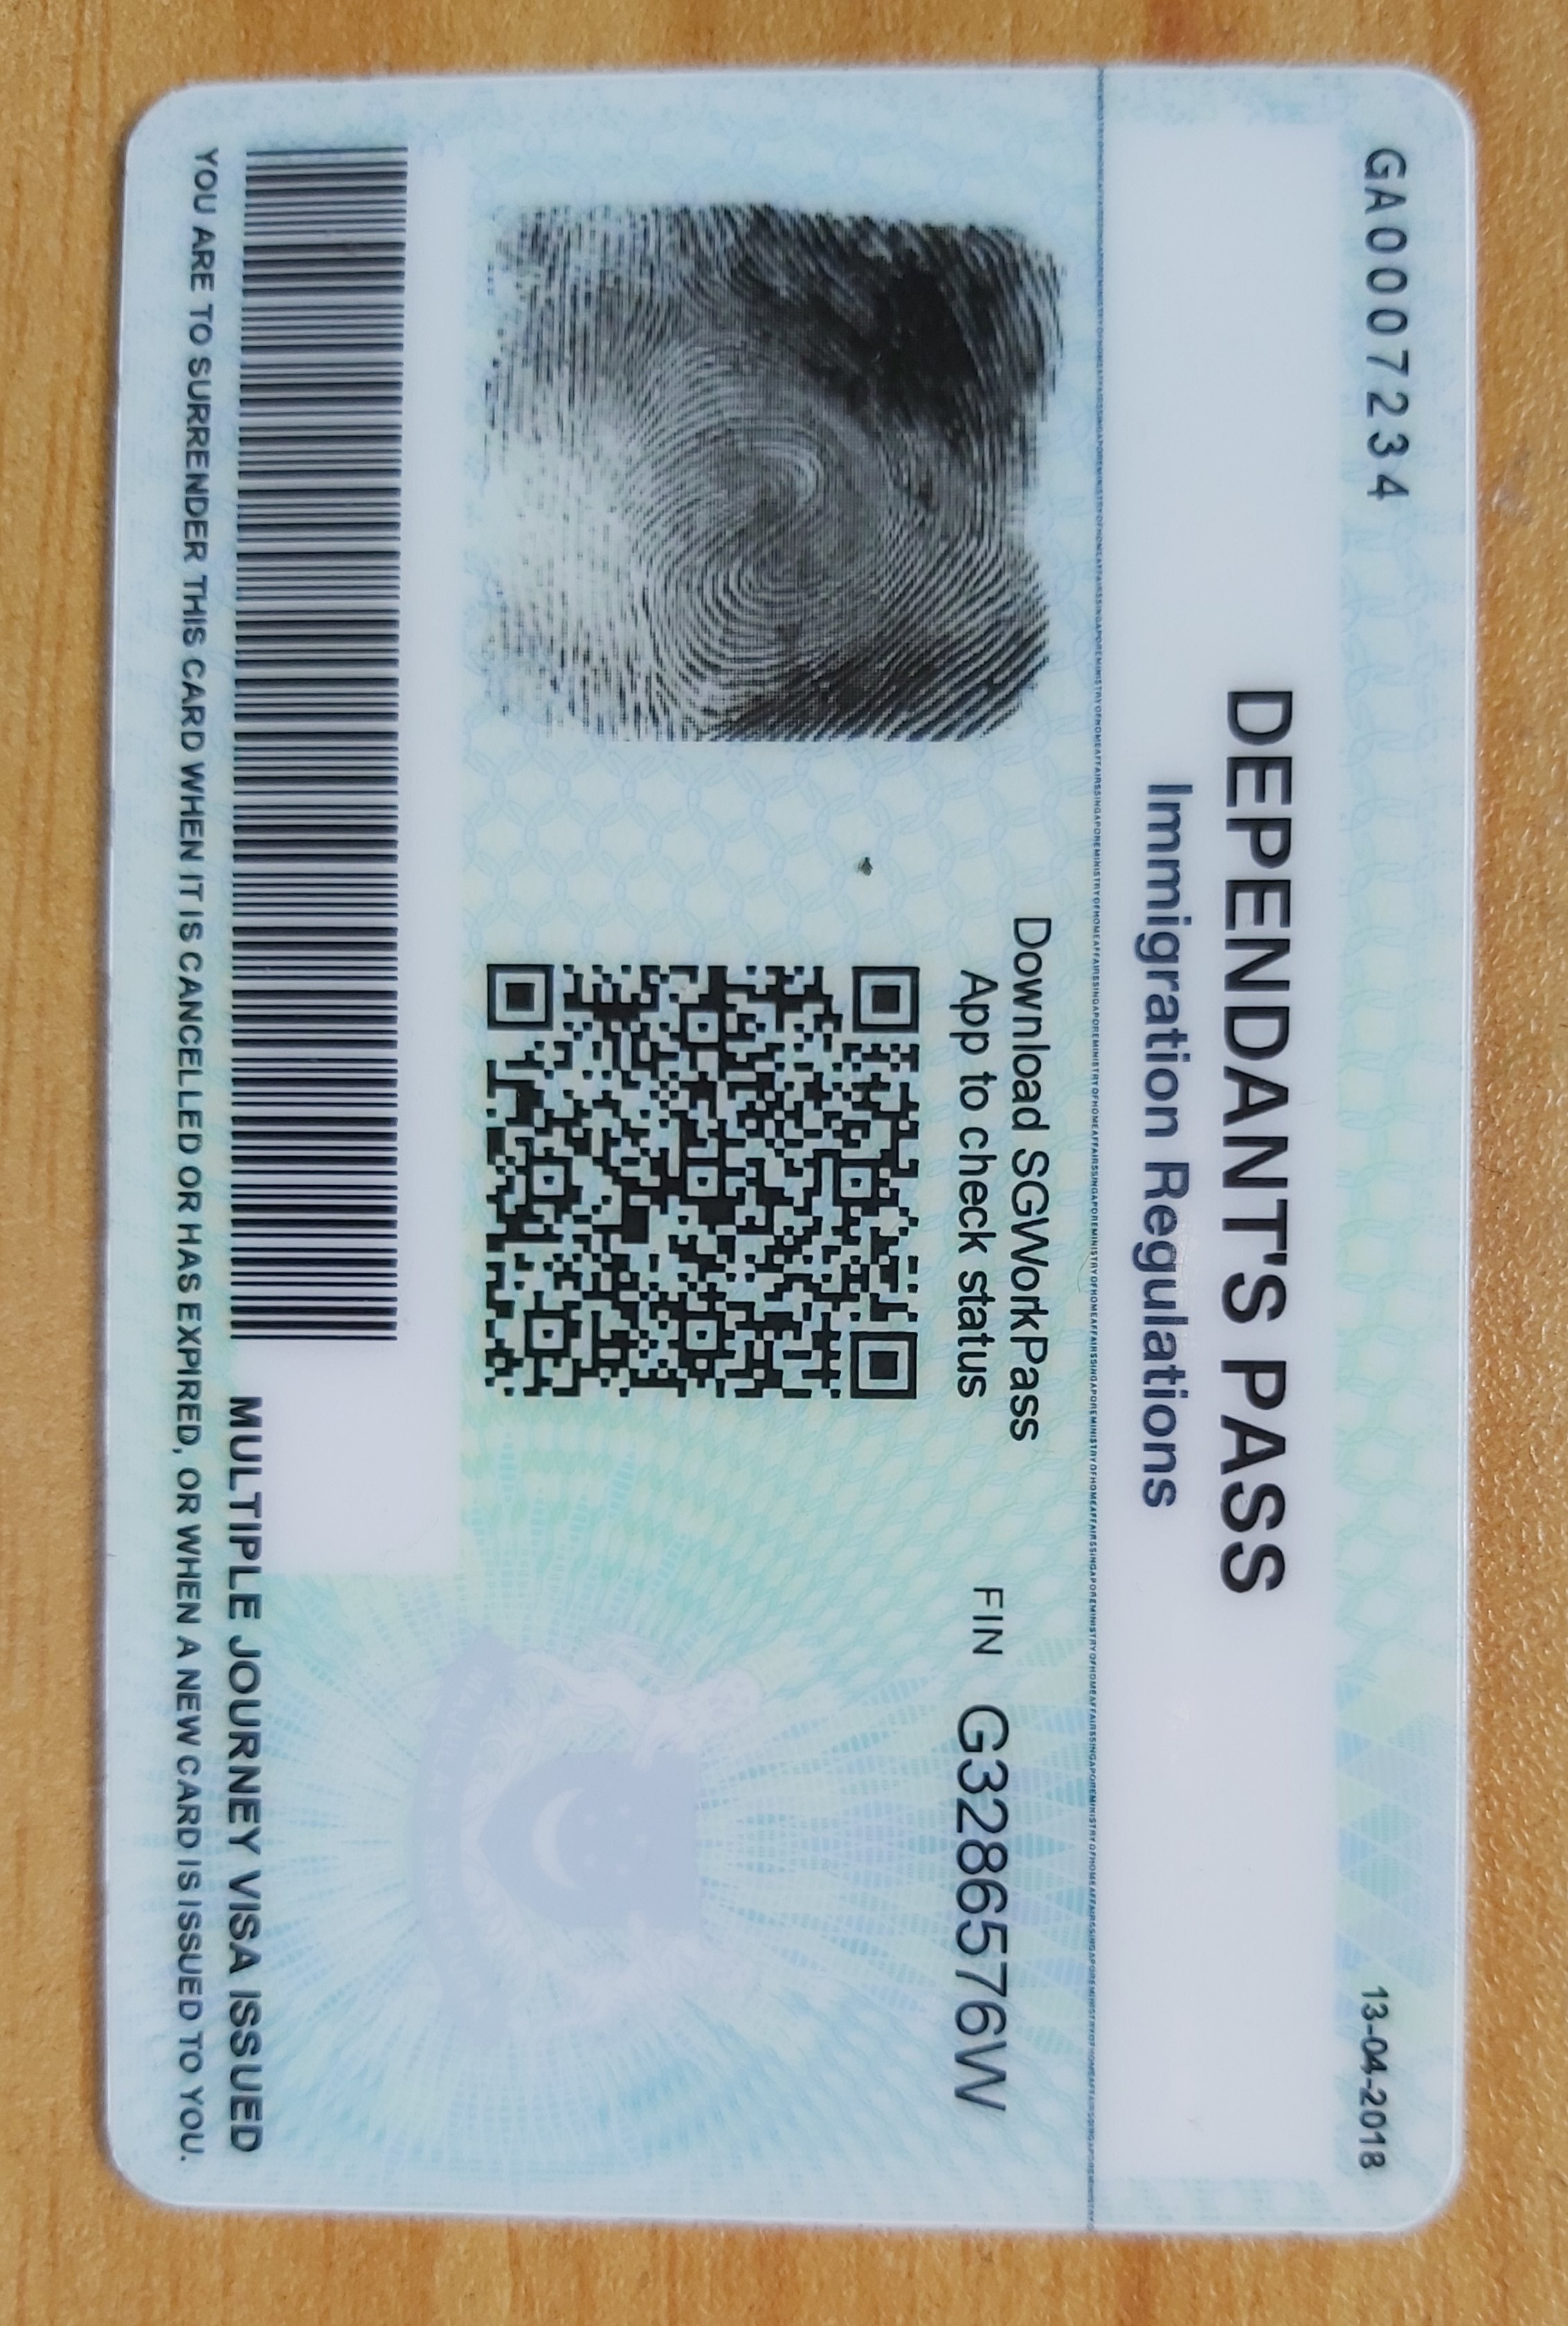 GA0007234
13-04-2018
DEPENDANT'S PASS
Immigration Regulations
Download SGWorkPass
App to check status
FIN G3286576W
MAJULAH SINGAPURA
MULTIPLE JOURNEY VISA ISSUED
YOU ARE TO SURRENDER THIS CARD WHEN IT IS CANCELLED OR HAS EXPIRED, OR WHEN A NEW CARD IS ISSUED TO YOU.